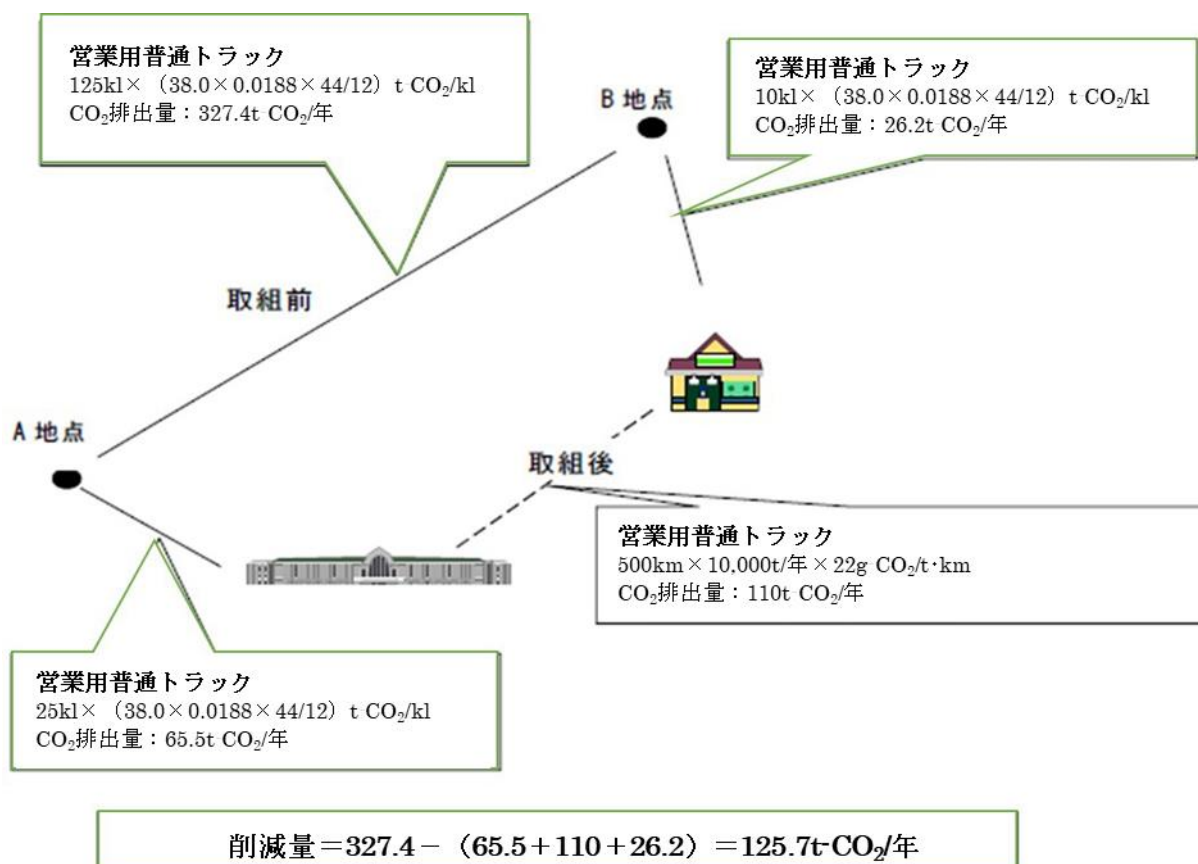 営業用普通トラック
125kl×（38.0×0.0188×44/12）t CO₂/kl
CO₂排出量：327.4t CO₂/年
営業用普通トラック
10kl×（38.0×0.0188×44/12）t CO₂/kl
CO₂排出量：26.2t CO₂/年
B 地点
取組前
A 地点
取組後
営業用普通トラック
500km×10,000t/年×22g CO₂/t･km
CO₂排出量：110t CO₂/年
営業用普通トラック
25kl×（38.0×0.0188×44/12）t CO₂/kl
CO₂排出量：65.5t CO₂/年
削減量＝327.4－（65.5＋110＋26.2）＝125.7t-CO₂/年